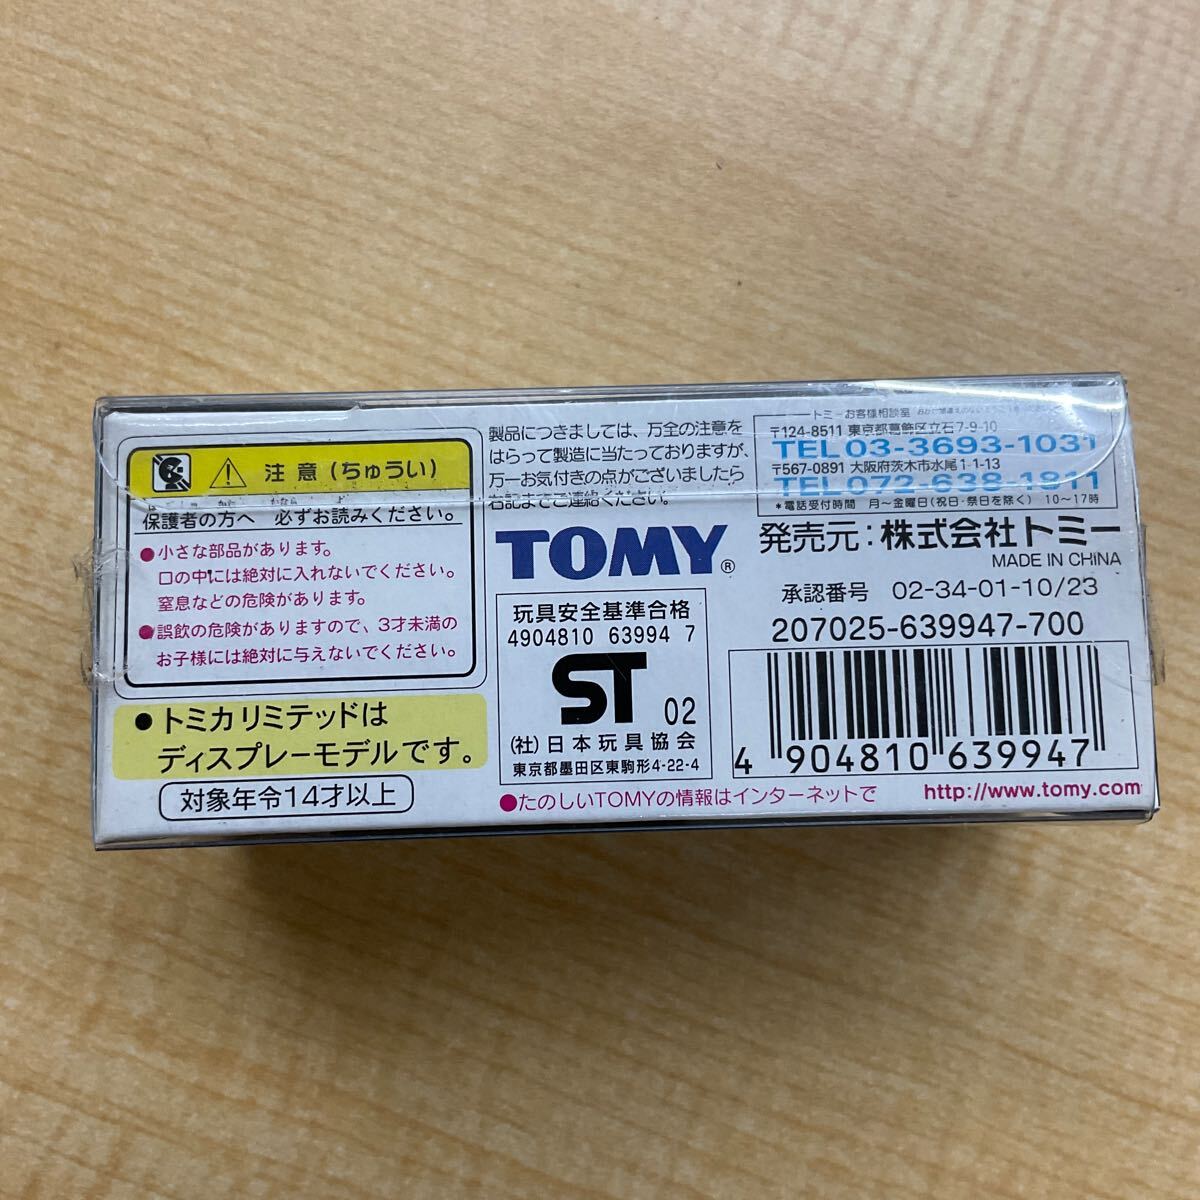 注意(ちゅうい)
保護者の方へ 必ずお読みください。
●小さな部品があります。
口の中には絶対に入れないでください。
窒息などの危険があります。
●誤飲の危険がありますので、3才未満の
お子様には絶対に与えないでください。
●トミカリミテッドは
ディスプレーモデルです。
対象年令14才以上
製品につきましては、万全の注意を
はらって製造に当たっておりますが、
万一お気付きの点がございましたら
右記までご連絡ください。
TOMY®
玩具安全基準合格
4904810 63994 7
ST 02
(社)日本玩具協会
東京都墨田区東駒形4-22-4
●たのしいTOMYの情報はインターネットで
http://www.tomy.com
トミーお客様相談室
〒124-8511 東京都葛飾区立石7-9-10
TEL 03-3693-1031
〒567-0891 大阪府茨木市水尾1-1-13
TEL 072-638-1811
*電話受付時間 月〜金曜日(祝日・祭日を除く) 10〜17時
発売元:株式会社トミー
MADE IN CHINA
承認番号 02-34-01-10/23
207025-639947-700
4 904810 639947